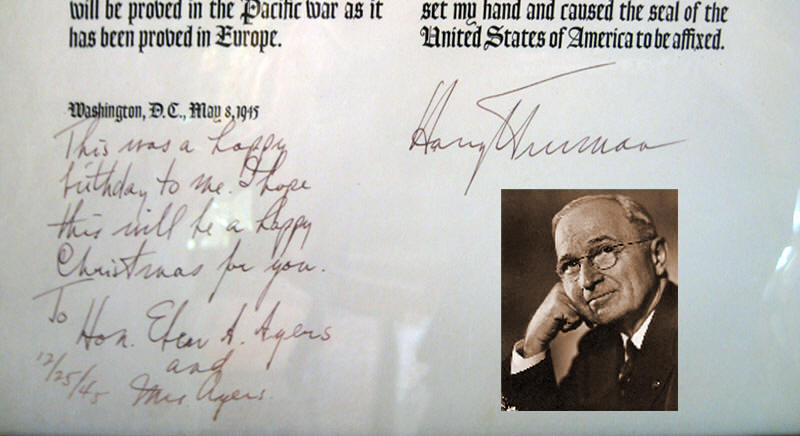 will be proved in the Pacific war as it
has been proved in Europe.
Washington, D.C., May 8, 1945
set my hand and caused the seal of the
United States of America to be affixed.
Harry Truman
This was a happy
birthday to me. I hope
this will be a happy
Christmas for you.
To Hon. Eben A. Ayers
and
12/25/45 Mrs. Ayers.